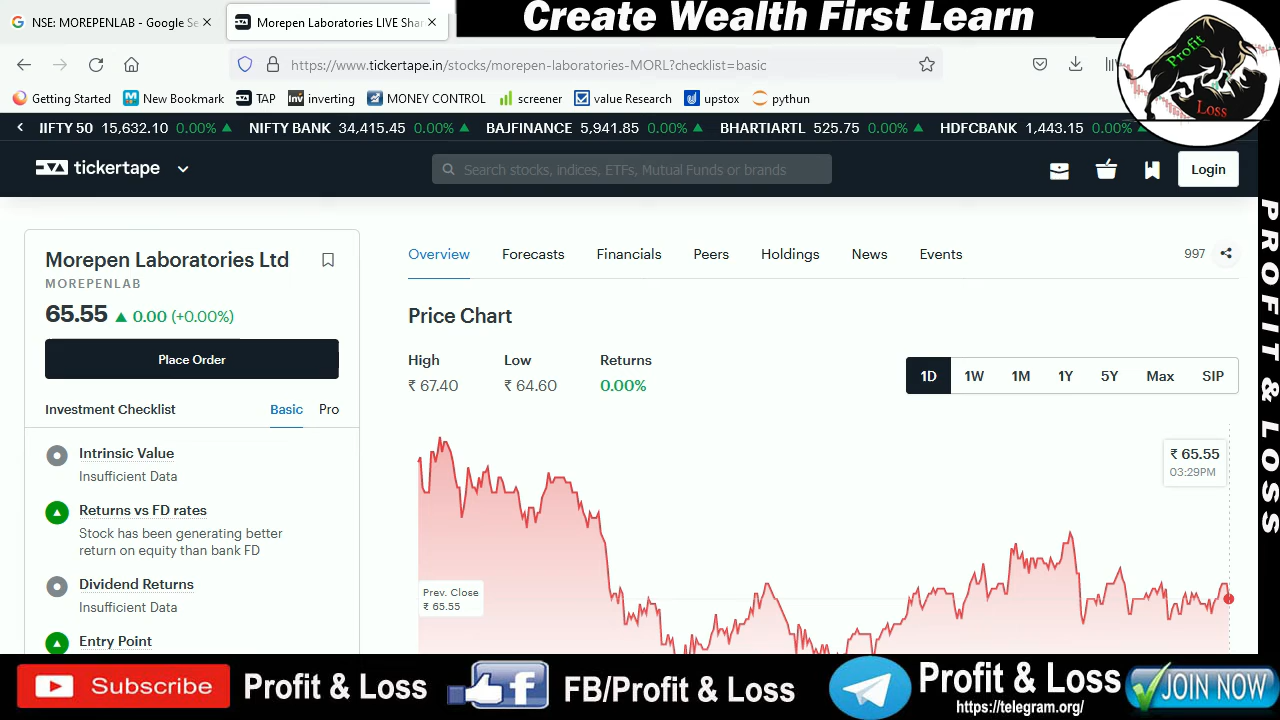 Create Wealth First Learn
NSE: MOREPENLAB - Google Se
Morepen Laboratories LIVE Shar
Profit
Loss
https://www.tickertape.in/stocks/morepen-laboratories-MORL?checklist=basic
Getting Started
New Bookmark
TAP
inv inverting
MONEYCONTROL
screener
value Research
upstox
python
IIFTY 50 15,632.10 0.00%
NIFTY BANK 34,415.45 0.00%
BAJFINANCE 5,941.85 0.00%
BHARTIARTL 525.75 0.00%
HDFCBANK 1,443.15 0.00%
tickertape
Search stocks, indices, ETFs, Mutual Funds or brands
Login
Morepen Laboratories Ltd
MOREPENLAB
65.55 0.00 (+0.00%)
Place Order
Investment Checklist Basic Pro
Intrinsic Value
Insufficient Data
Returns vs FD rates
Stock has been generating better
return on equity than bank FD
Dividend Returns
Insufficient Data
Entry Point
Overview Forecasts Financials Peers Holdings News Events
997
Price Chart
High Low Returns
₹ 67.40 ₹ 64.60 0.00%
1D 1W 1M 1Y 5Y Max SIP
₹ 65.55
03:29PM
Prev. Close
₹ 65.55
PROFIT & LOSS
Subscribe
Profit & Loss
f
FB/Profit & Loss
Profit & Loss
https://telegram.org/
JOIN NOW